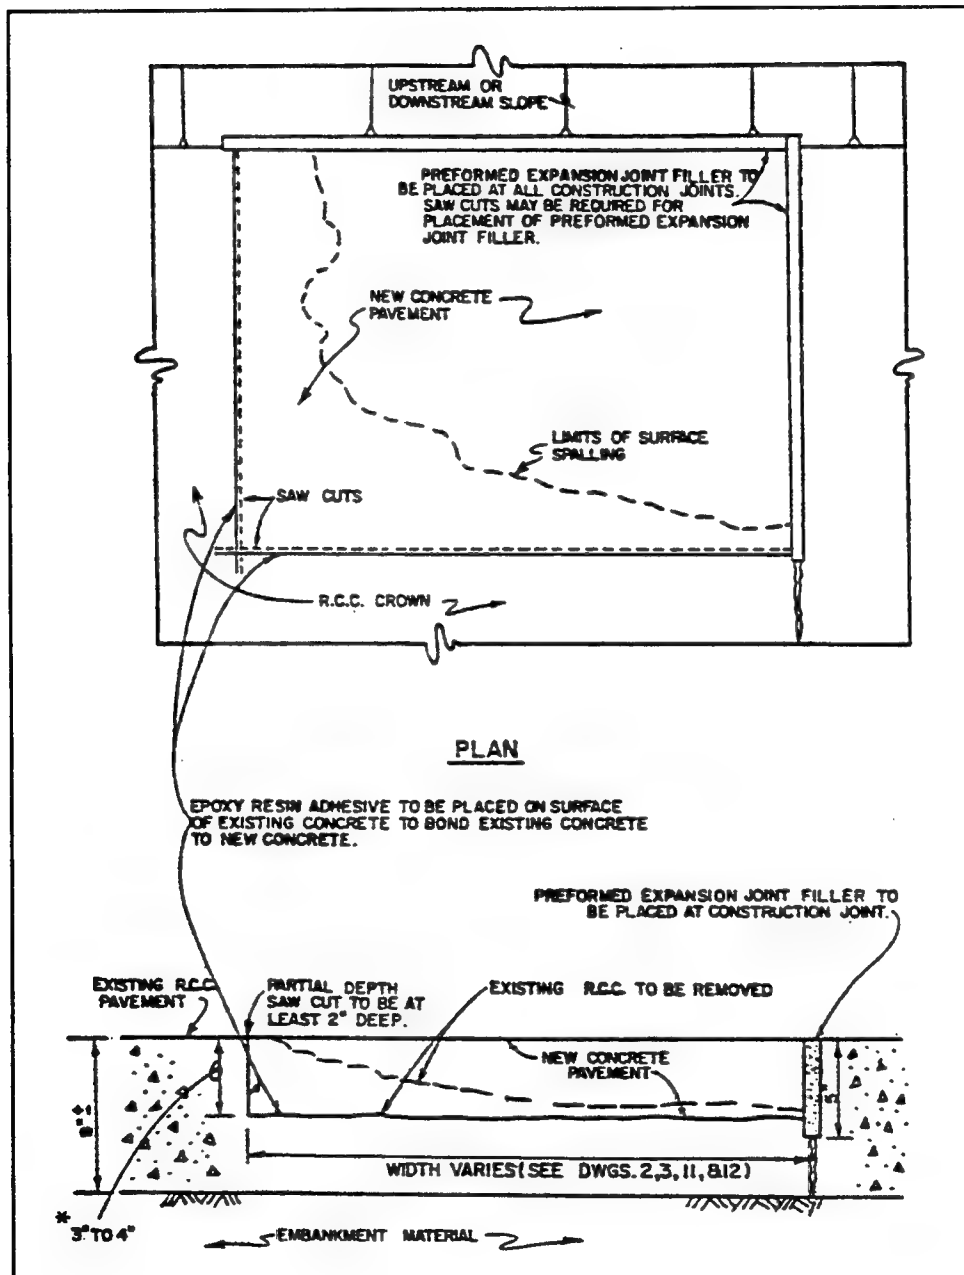 UPSTREAM OR
DOWNSTREAM SLOPE
PREFORMED EXPANSION JOINT FILLER TO
BE PLACED AT ALL CONSTRUCTION JOINTS.
SAW CUTS MAY BE REQUIRED FOR
PLACEMENT OF PREFORMED EXPANSION
JOINT FILLER.
NEW CONCRETE
PAVEMENT
LIMITS OF SURFACE
SPALLING
SAW CUTS
R.C.C. CROWN
PLAN
EPOXY RESIN ADHESIVE TO BE PLACED ON SURFACE
OF EXISTING CONCRETE TO BOND EXISTING CONCRETE
TO NEW CONCRETE.
PREFORMED EXPANSION JOINT FILLER TO
BE PLACED AT CONSTRUCTION JOINT.
EXISTING R.C.C.
PAVEMENT
PARTIAL DEPTH
SAW CUT TO BE AT
LEAST 2" DEEP.
EXISTING R.C.C. TO BE REMOVED
NEW CONCRETE
PAVEMENT
5"
8"±
WIDTH VARIES (SEE DWGS. 2,3,11,&12)
* 3" TO 4"
EMBANKMENT MATERIAL